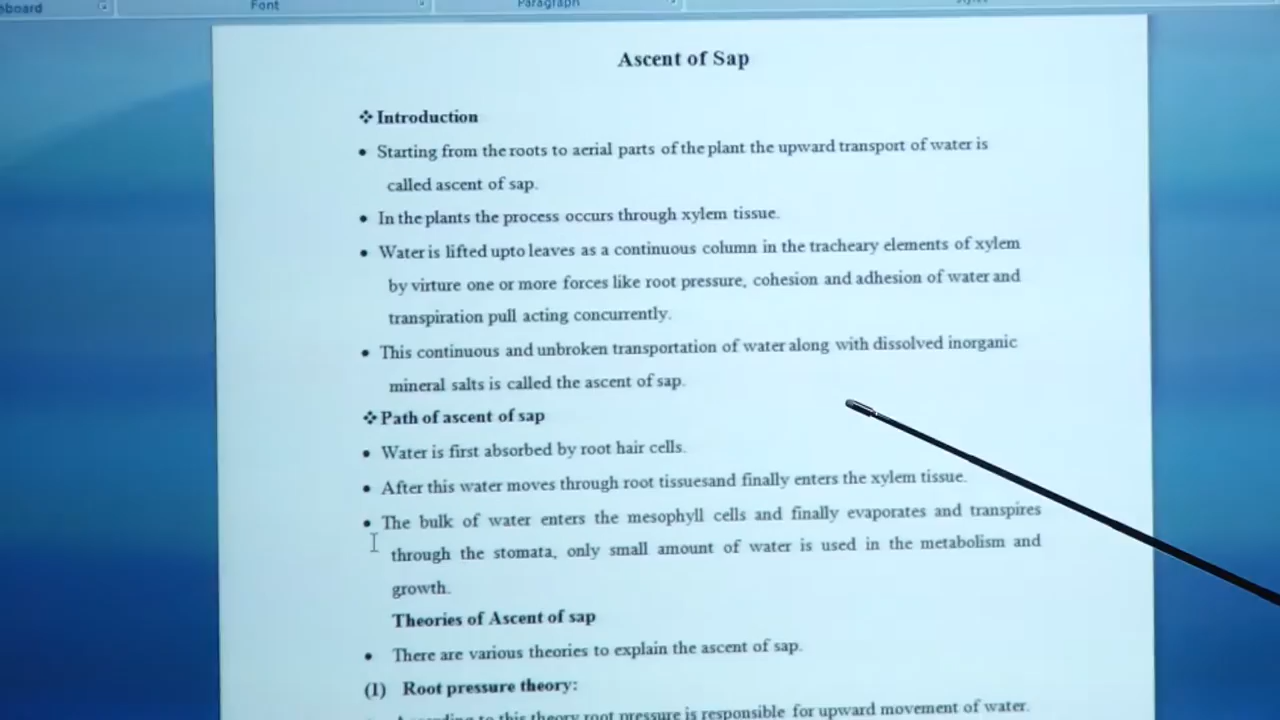 board
Font
Paragraph
Ascent of Sap
❖ Introduction
• Starting from the roots to aerial parts of the plant the upward transport of water is
called ascent of sap.
• In the plants the process occurs through xylem tissue.
• Water is lifted upto leaves as a continuous column in the tracheary elements of xylem
by virture one or more forces like root pressure, cohesion and adhesion of water and
transpiration pull acting concurrently.
• This continuous and unbroken transportation of water along with dissolved inorganic
mineral salts is called the ascent of sap.
❖ Path of ascent of sap
• Water is first absorbed by root hair cells.
• After this water moves through root tissuesand finally enters the xylem tissue.
• The bulk of water enters the mesophyll cells and finally evaporates and transpires
through the stomata, only small amount of water is used in the metabolism and
growth.
Theories of Ascent of sap
• There are various theories to explain the ascent of sap.
(1) Root pressure theory:
According to this theory root pressure is responsible for upward movement of water.